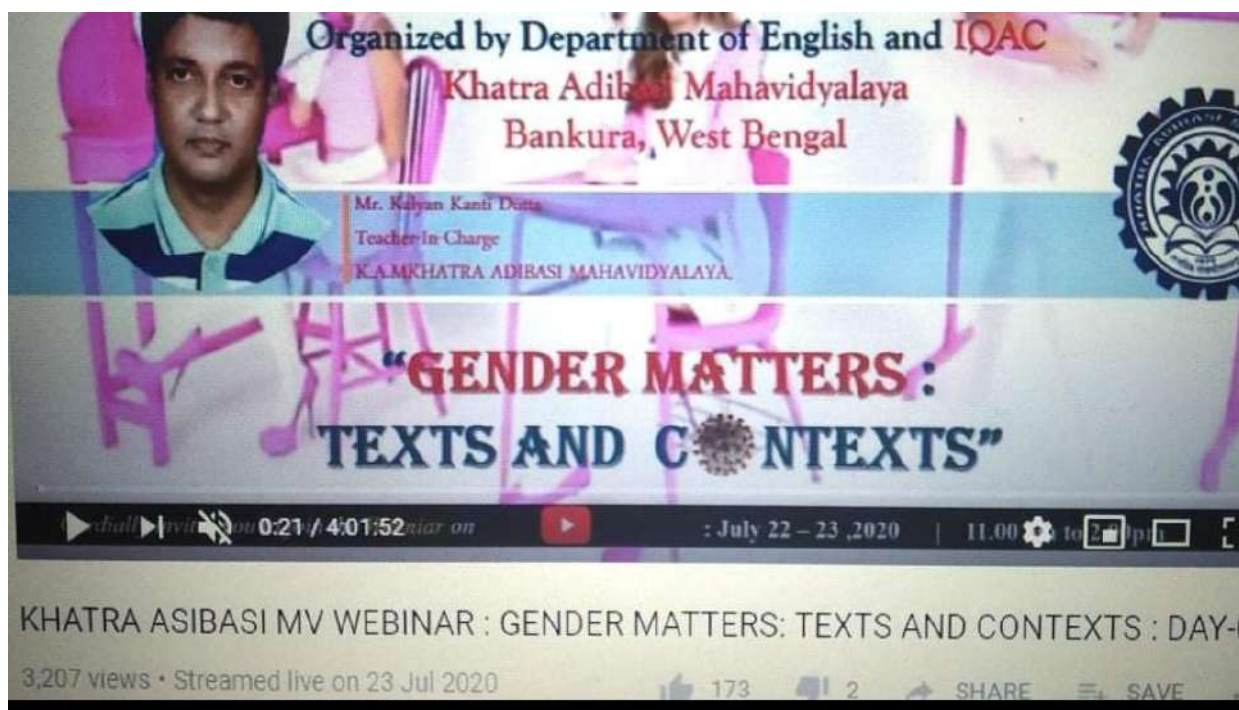 Organized by Department of English and IQAC
Khatra Adibasi Mahavidyalaya
Bankura, West Bengal
Mr. Kalyan Kanti Dutta
Teacher-In-Charge
K.A.MKHATRA ADIBASI MAHAVIDYALAYA.
"GENDER MATTERS :
TEXTS AND CONTEXTS"
0:21 / 4:01:52 on : July 22 – 23 ,2020 | 11.00 to
KHATRA ASIBASI MV WEBINAR : GENDER MATTERS: TEXTS AND CONTEXTS : DAY-
3,207 views • Streamed live on 23 Jul 2020 173 2 SHARE SAVE